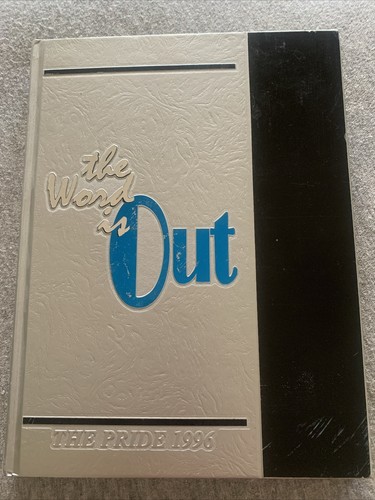 the
Word
is
Out
THE PRIDE 1996